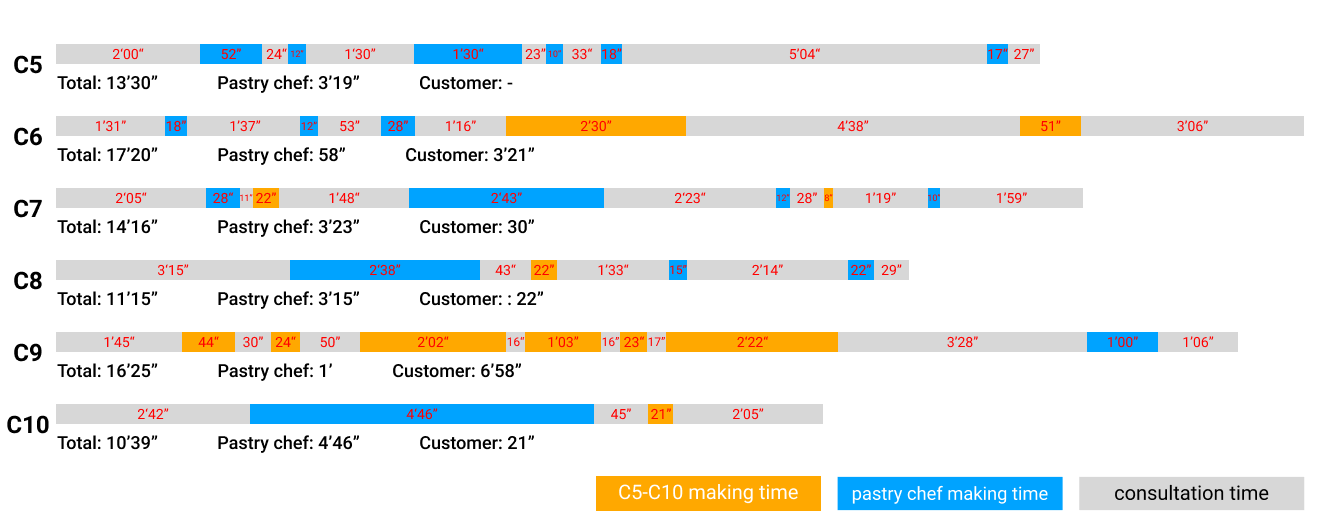 2‘00“ 52“ 24“ 12“ 1‘30“ 1‘30“ 23“ 10“ 33“ 18“ 5‘04“ 17“ 27“
C5
Total: 13’30” Pastry chef: 3’19” Customer: -
1‘31“ 18“ 1‘37“ 12“ 53“ 28“ 1‘16“ 2‘30“ 4‘38“ 51“ 3‘06“
C6
Total: 17’20” Pastry chef: 58” Customer: 3’21”
2‘05“ 28“ 11“ 22“ 1‘48“ 2‘43“ 2‘23“ 12“ 28“ 8“ 1‘19“ 10“ 1‘59“
C7
Total: 14’16” Pastry chef: 3’23” Customer: 30”
3‘15“ 2‘38“ 43“ 22“ 1‘33“ 15“ 2‘14“ 22“ 29“
C8
Total: 11’15” Pastry chef: 3’15” Customer: : 22”
1‘45“ 44“ 30“ 24“ 50“ 2‘02“ 16“ 1‘03“ 16“ 23“ 17“ 2‘22“ 3‘28“ 1‘00“ 1‘06“
C9
Total: 16’25” Pastry chef: 1’ Customer: 6’58”
2‘42“ 4‘46“ 45“ 21“ 2‘05“
C10
Total: 10’39” Pastry chef: 4’46” Customer: 21”
C5-C10 making time pastry chef making time consultation time